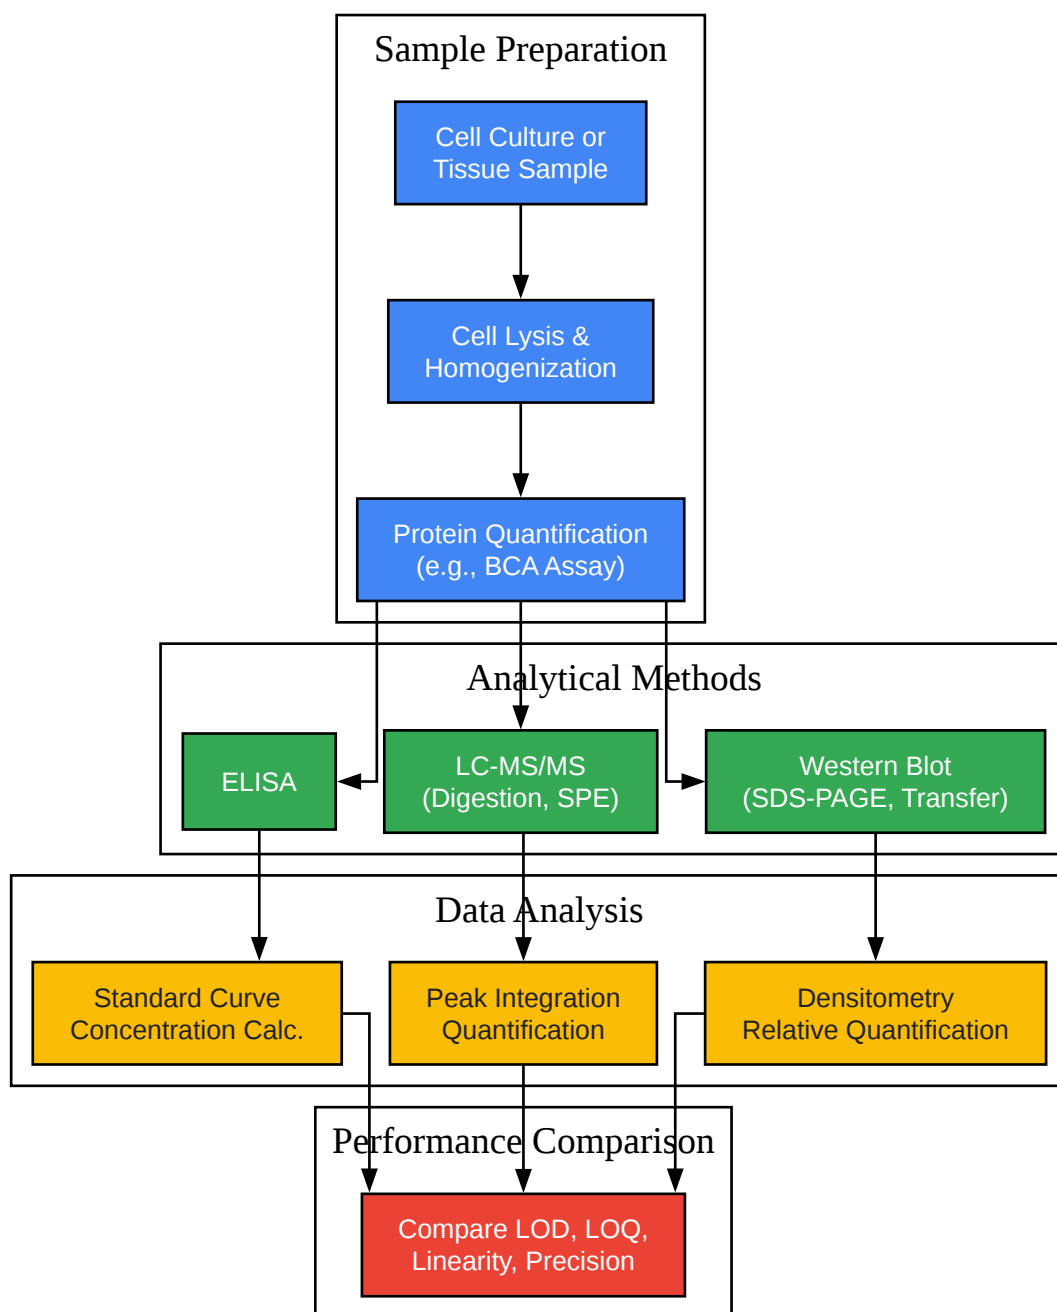 Sample Preparation
Cell Culture or
Tissue Sample
Cell Lysis &
Homogenization
Protein Quantification
(e.g., BCA Assay)
Analytical Methods
ELISA
LC-MS/MS
(Digestion, SPE)
Western Blot
(SDS-PAGE, Transfer)
Data Analysis
Standard Curve
Concentration Calc.
Peak Integration
Quantification
Densitometry
Relative Quantification
Performance Comparison
Compare LOD, LOQ,
Linearity, Precision